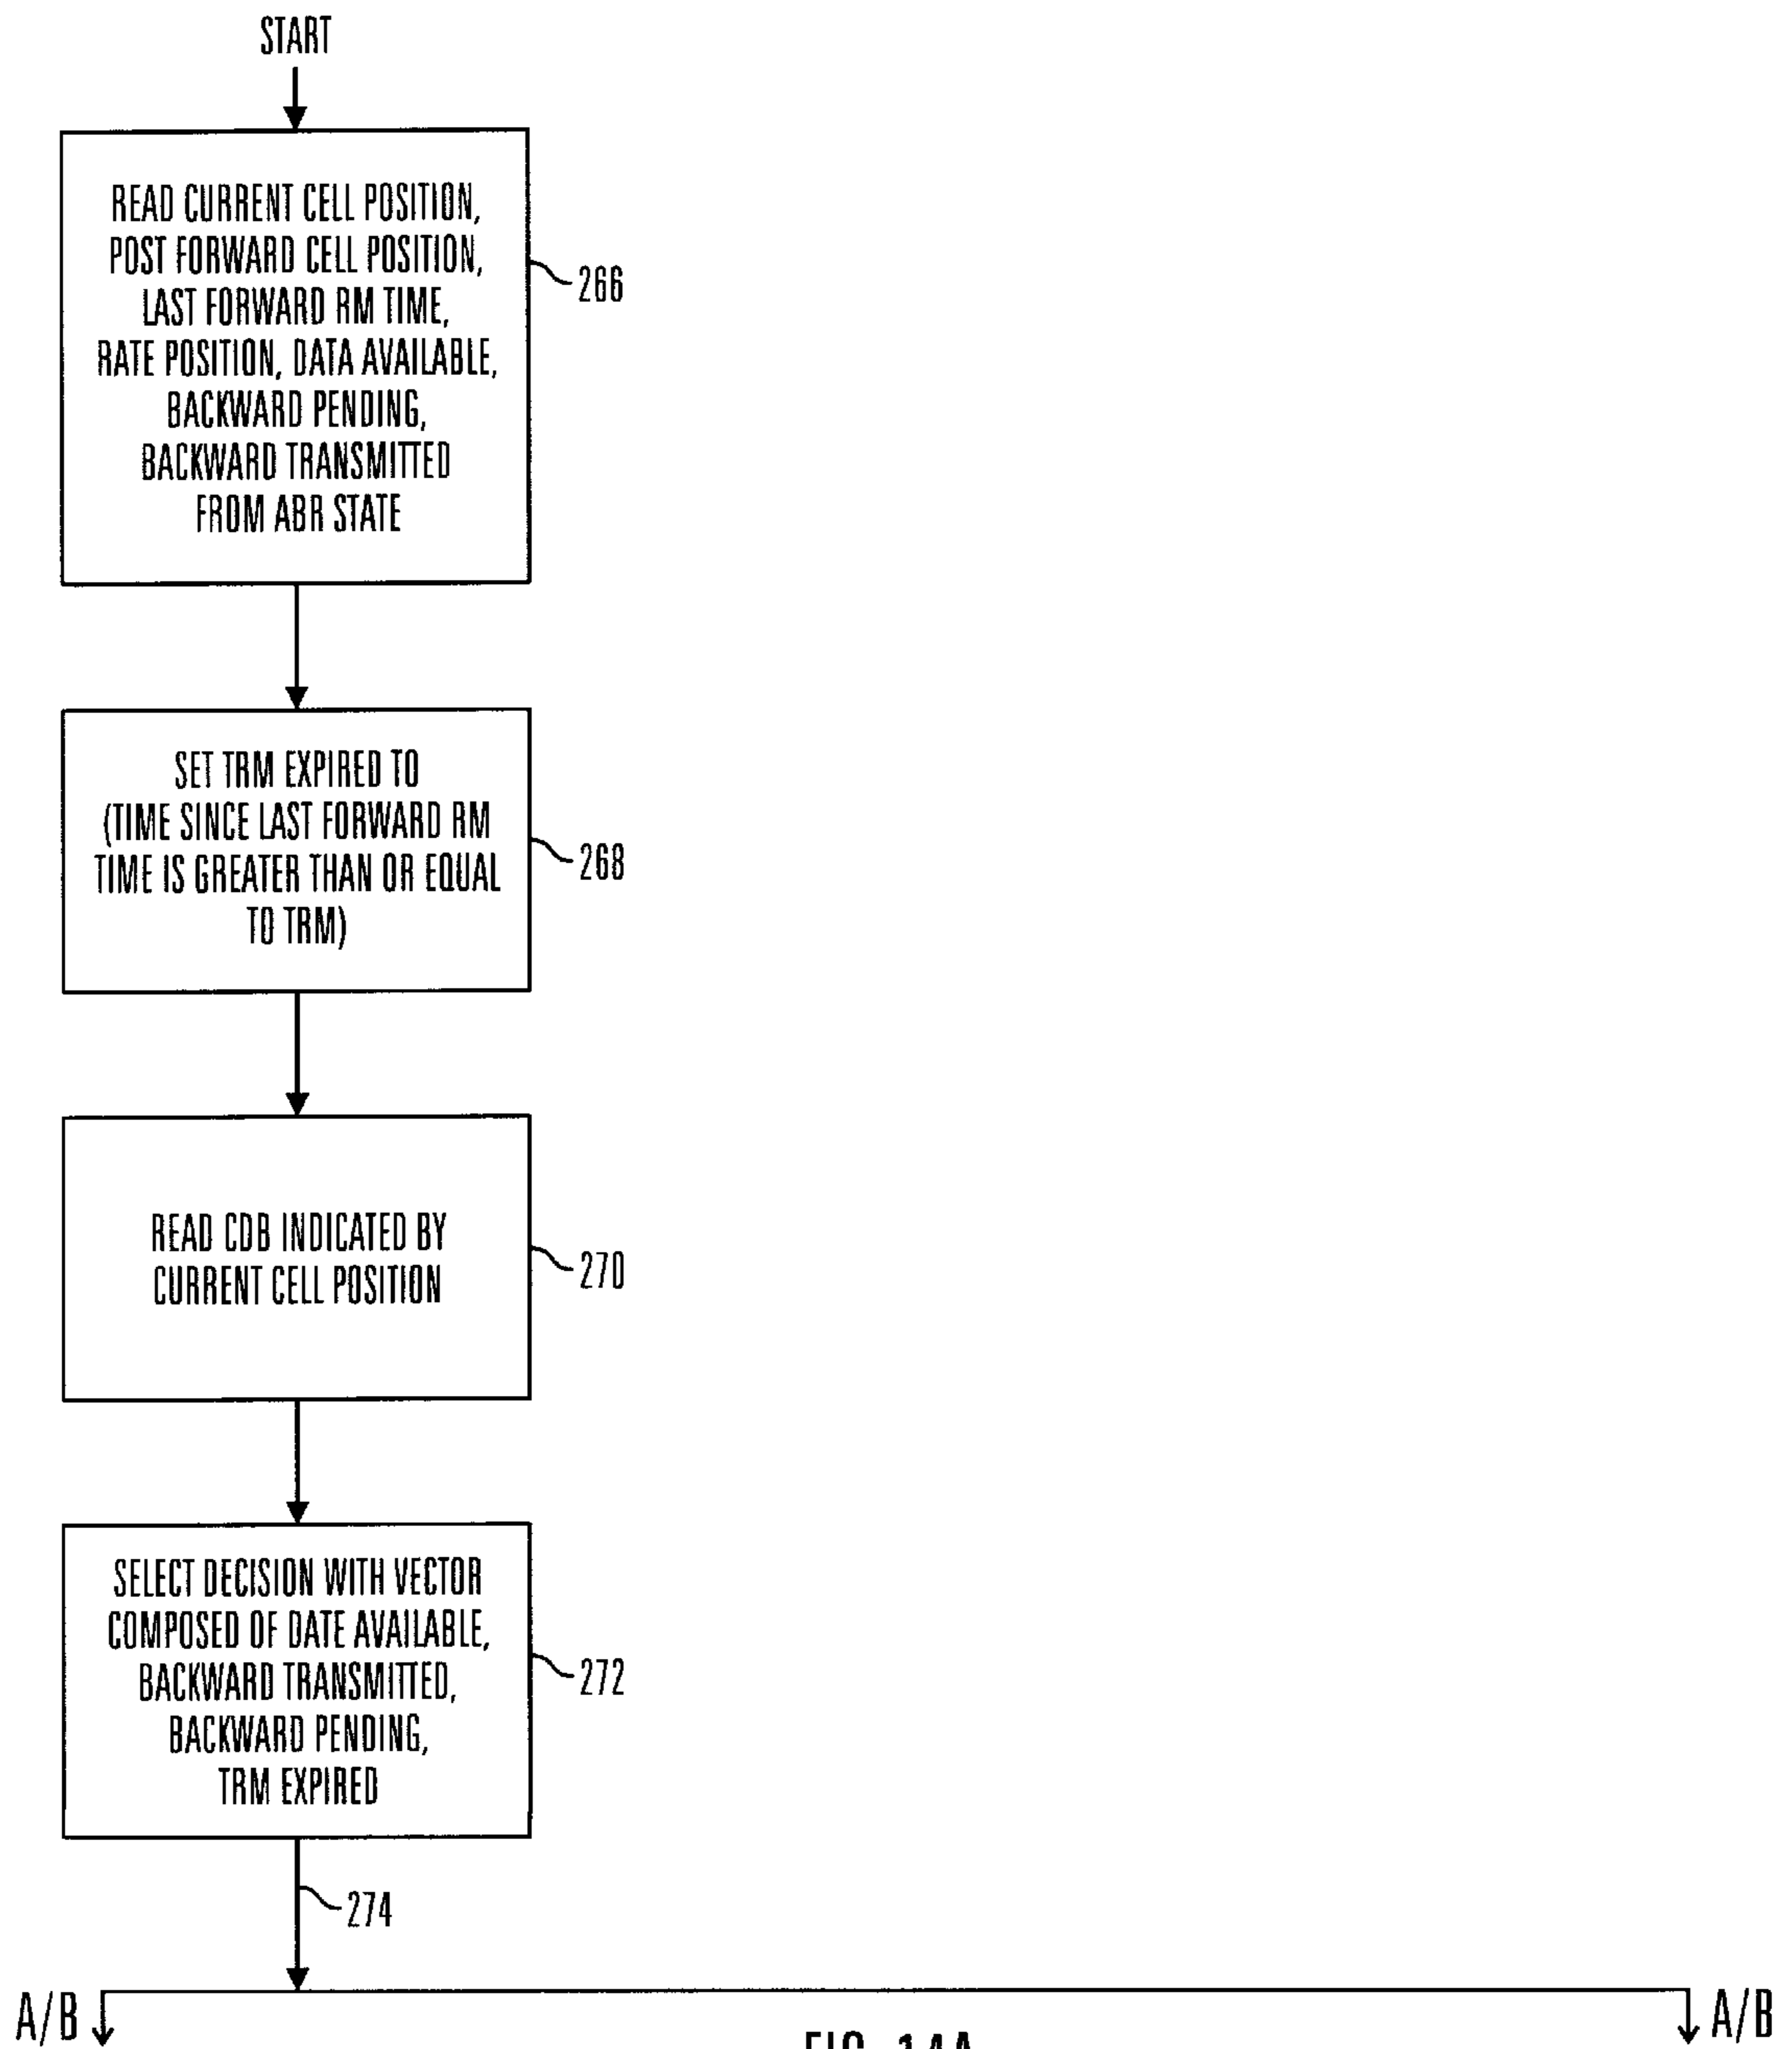 START
READ CURRENT CELL POSITION,
POST FORWARD CELL POSITION,
LAST FORWARD RM TIME,
RATE POSITION, DATA AVAILABLE,
BACKWARD PENDING,
BACKWARD TRANSMITTED
FROM ABR STATE
266
SET TRM EXPIRED TO
(TIME SINCE LAST FORWARD RM
TIME IS GREATER THAN OR EQUAL
TO TRM)
268
READ CDB INDICATED BY
CURRENT CELL POSITION
270
SELECT DECISION WITH VECTOR
COMPOSED OF DATE AVAILABLE,
BACKWARD TRANSMITTED,
BACKWARD PENDING,
TRM EXPIRED
272
274
A/B
A/B
FIG. 14A